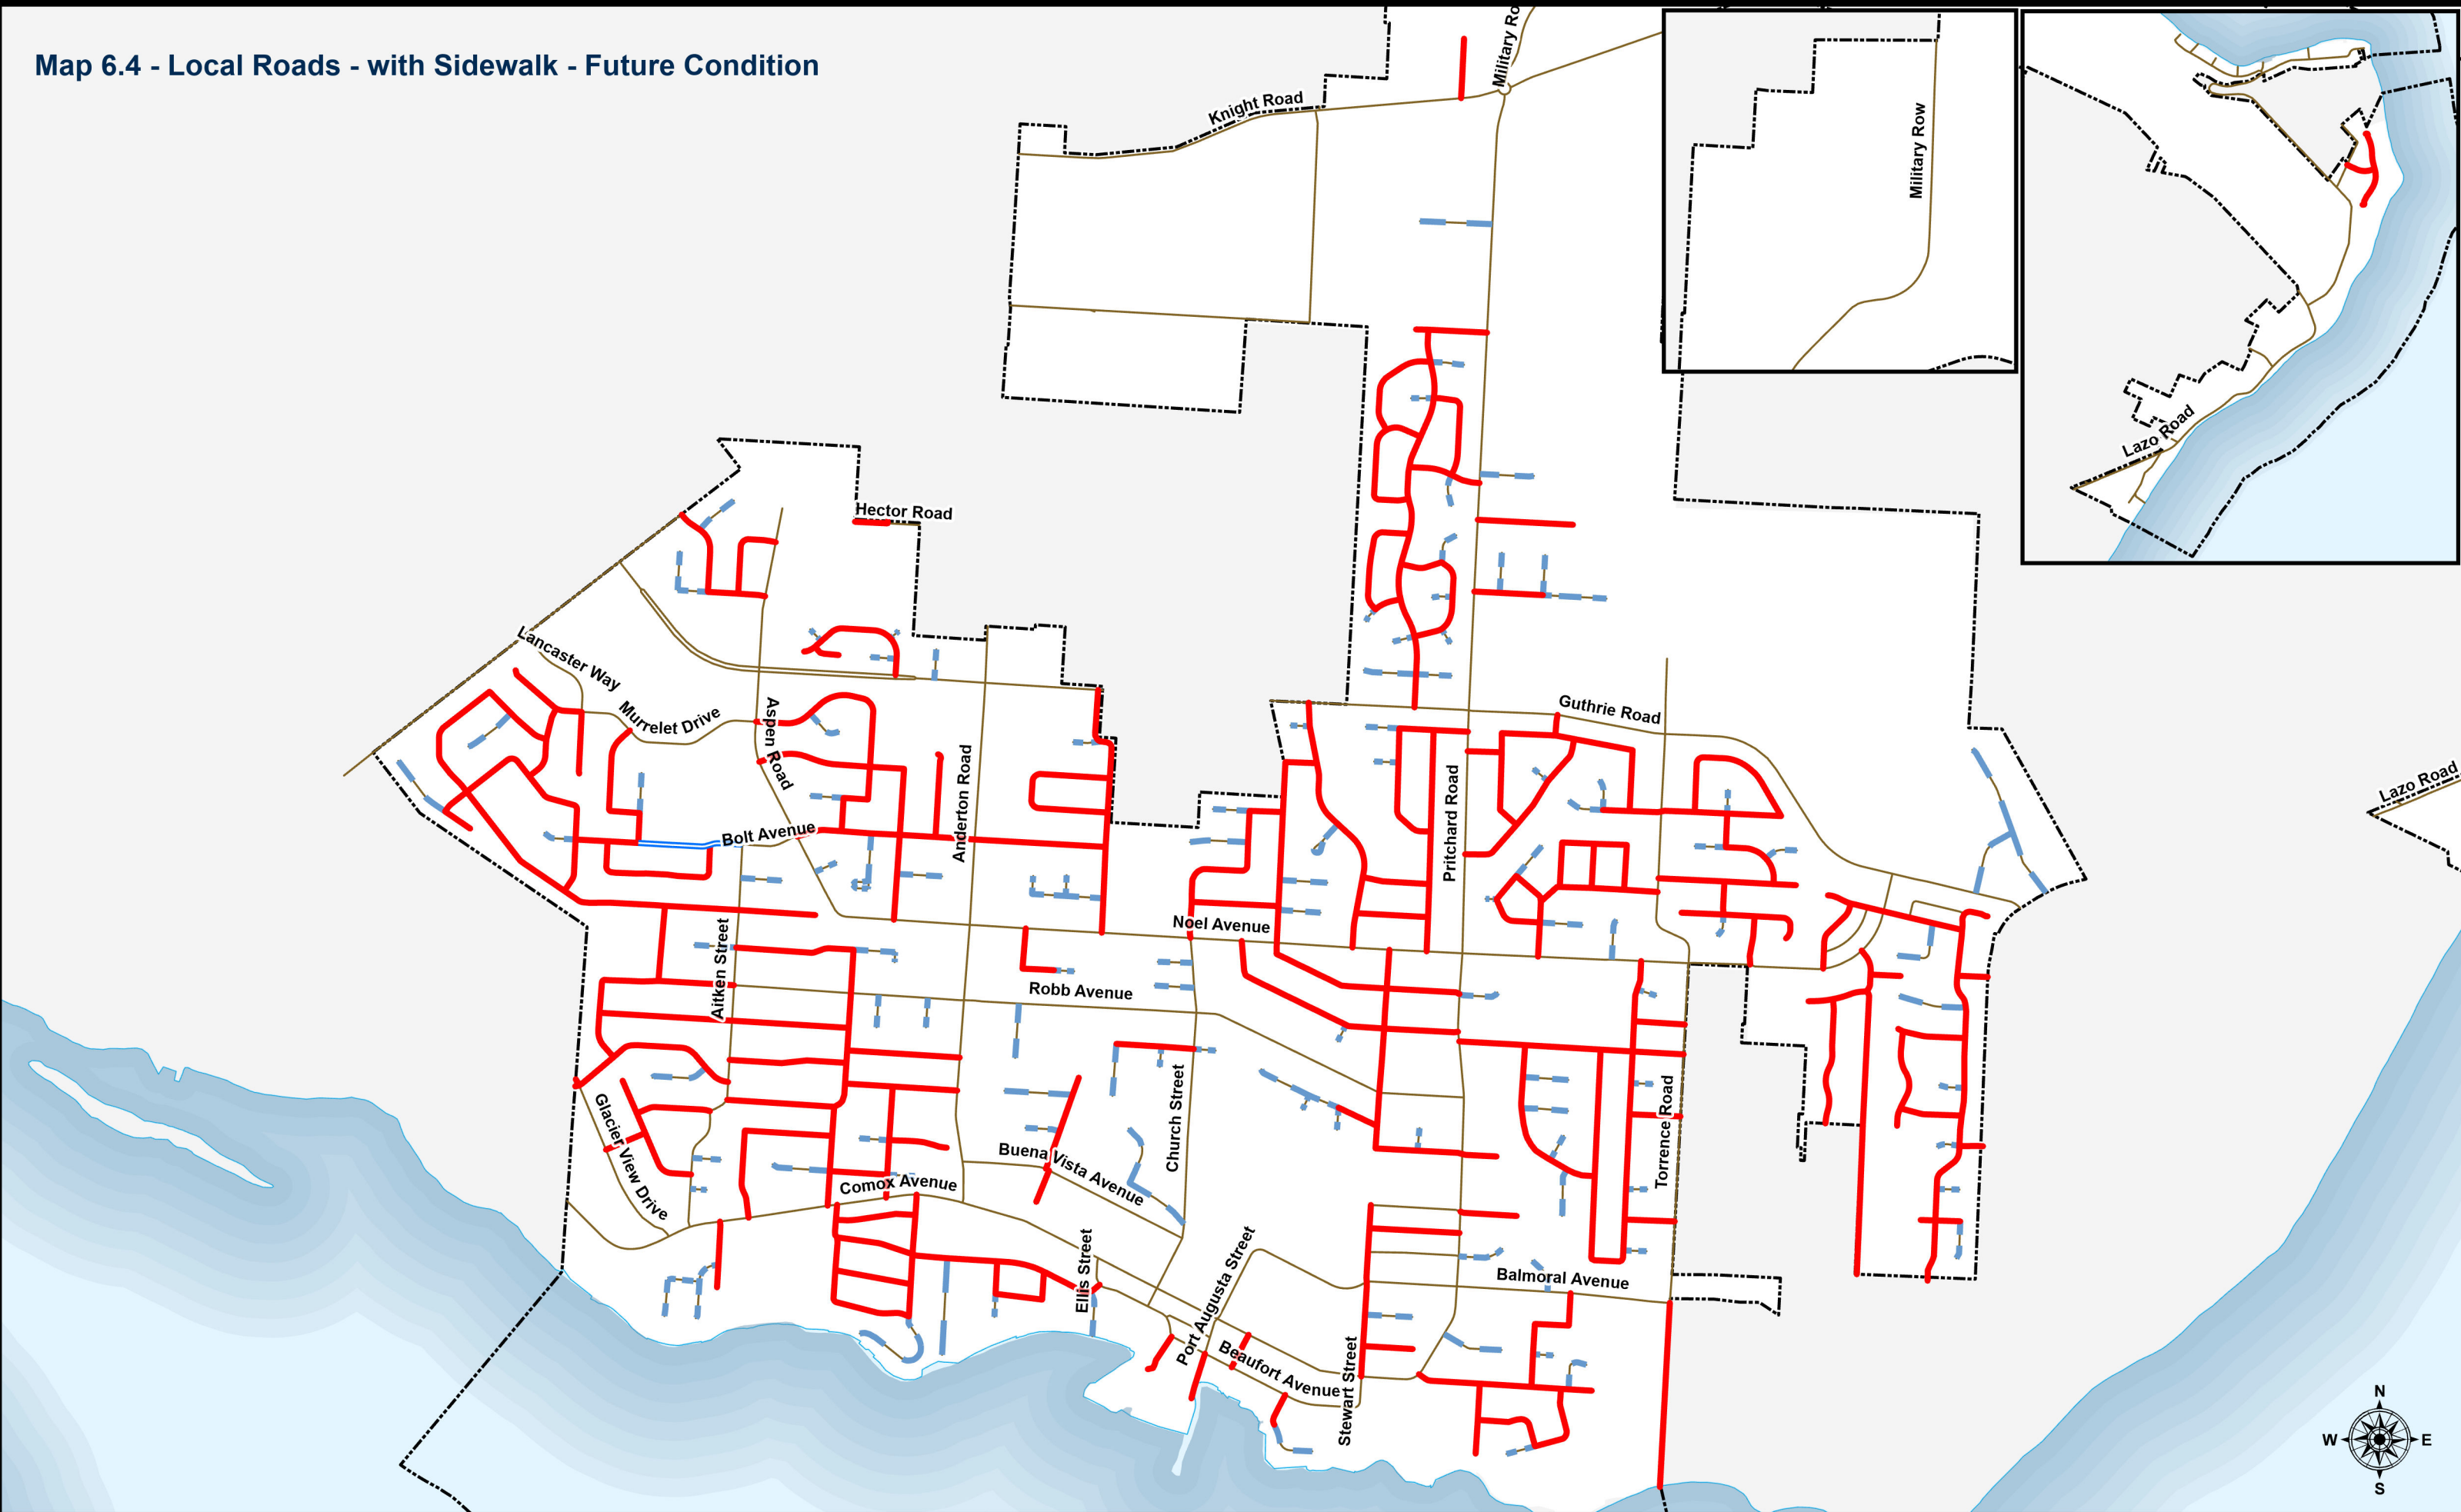 Map 6.4 - Local Roads - with Sidewalk - Future Condition
Military Ro
Knight Road
Military Row
Lazo Road
Hector Road
Lancaster Way
Murrelet Drive
Aspen Road
Guthrie Road
Anderton Road
Pritchard Road
Lazo Road
Bolt Avenue
Noel Avenue
Aitken Street
Robb Avenue
Church Street
Torrence Road
Glacier View Drive
Buena Vista Avenue
Comox Avenue
Ellis Street
Port Augusta Street
Balmoral Avenue
Beaufort Avenue
Stewart Street
N
W E
S